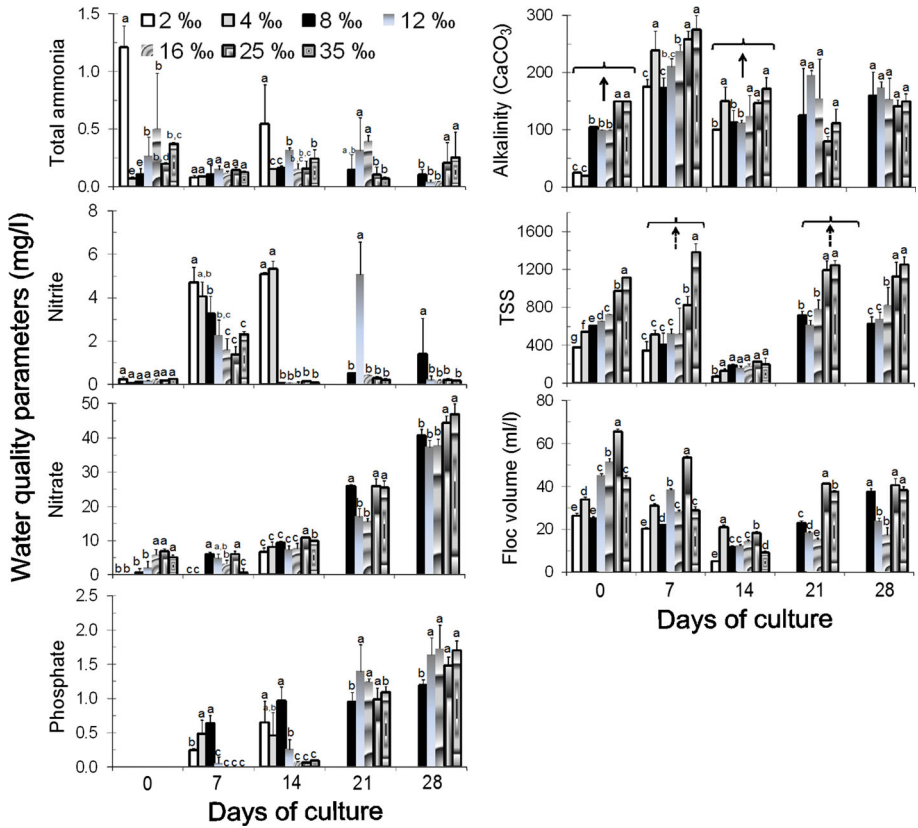 2 ‰ 4 ‰ 8 ‰ 12 ‰
16 ‰ 25 ‰ 35 ‰
Water quality parameters (mg/l)
Total ammonia
1.5
1.0
0.5
0.0
a e b b b b,d b b,c
a a a a a a a
a b b a b,c b b,c
a,b a a b b
b b b a a
Nitrite
8
6
4
2
0
a a a a a a a
a a,b b b,c c c c
a a b b b b b
b a b b b
a b b b b
Nitrate
50
40
30
20
10
0
b b b b a a a
c c a a,b b a c
c c c c c a b
a b b a a
b b b a a
Phosphate
2.5
2.0
1.5
1.0
0.5
0.0
b a a c c c c
a a,b a b c c c
b a a a ab
b a a a a
0 7 14 21 28
Days of culture
Alkalinity (CaCO3)
300
200
100
0
c c b b b a a
c a c b,c b a a
c a b b a a a
a a a c a
a a a a a
TSS
1600
1200
800
400
0
g f e d c b a
c c c c c b a
b b a a a a a
b c b a a
c c b a a
Floc volume (ml/l)
80
60
40
20
0
e d e c b a c
e c d b c a c
e a c c b b d
b c c a a
a b c a a
0 7 14 21 28
Days of culture